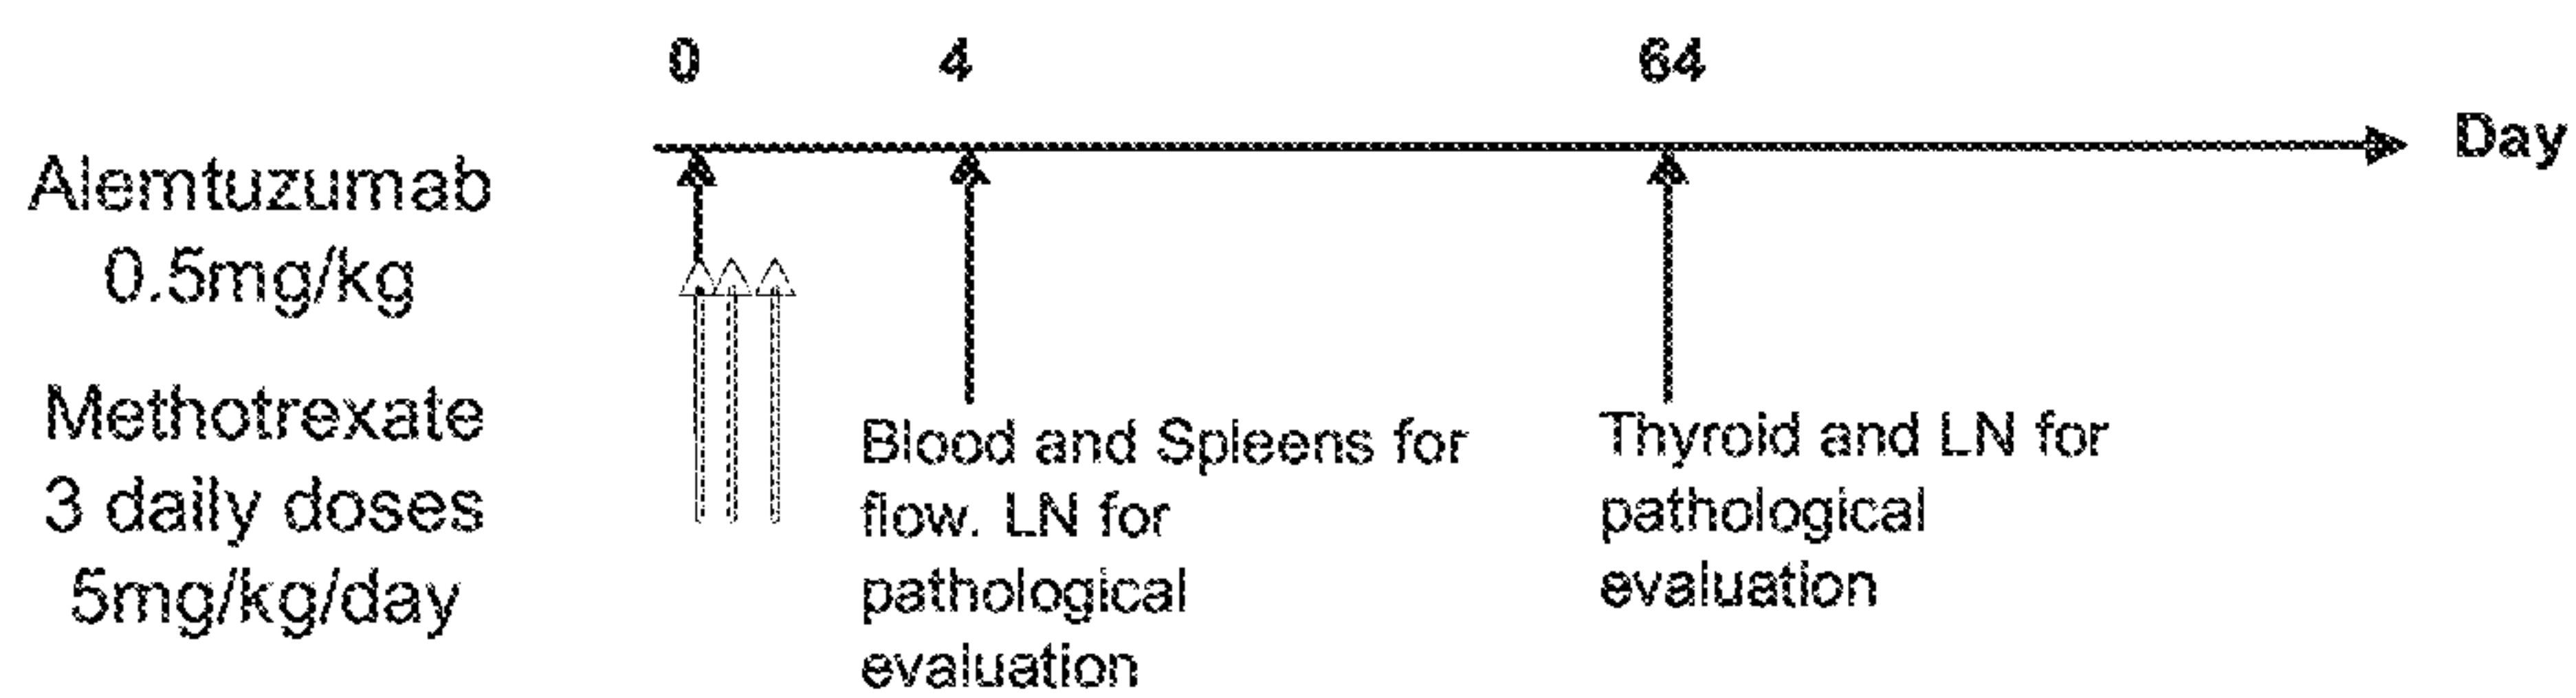 0 4 64
Day
Alemtuzumab
0.5mg/kg
Methotrexate
3 daily doses
5mg/kg/day
Blood and Spleens for
flow. LN for
pathological
evaluation
Thyroid and LN for
pathological
evaluation